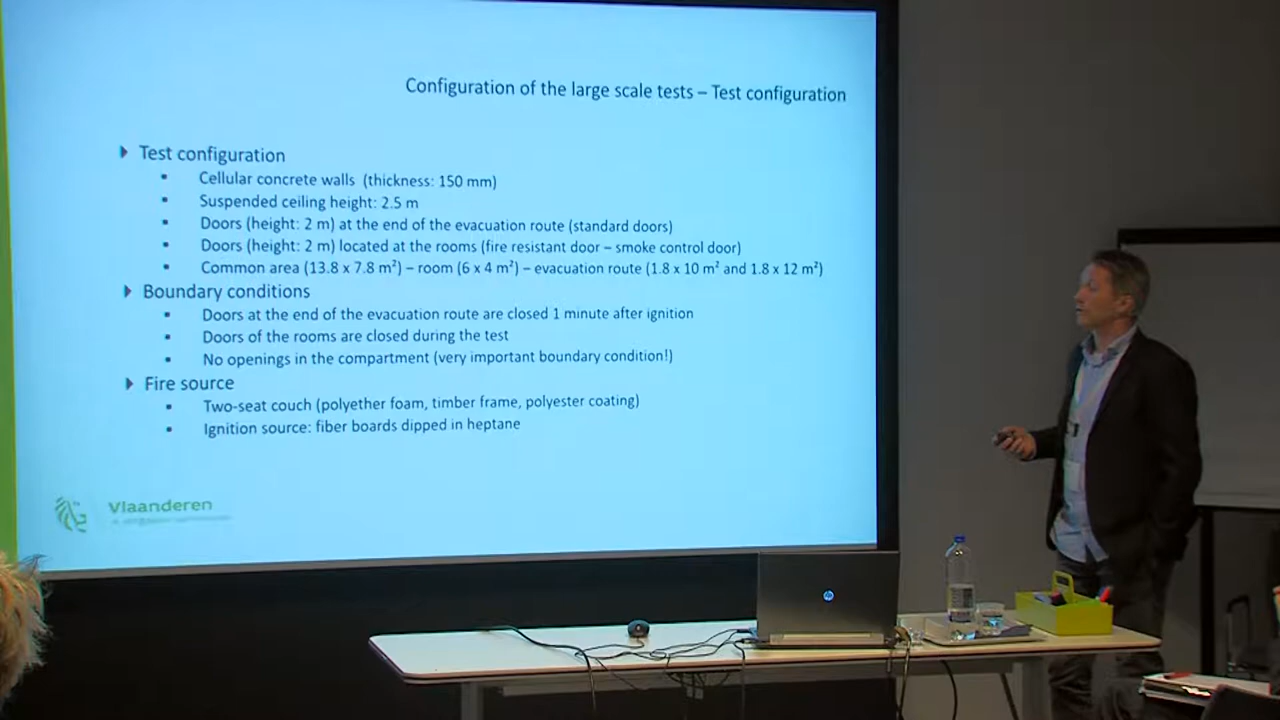 Configuration of the large scale tests – Test configuration
Test configuration
Cellular concrete walls (thickness: 150 mm)
Suspended ceiling height: 2.5 m
Doors (height: 2 m) at the end of the evacuation route (standard doors)
Doors (height: 2 m) located at the rooms (fire resistant door – smoke control door)
Common area (13.8 x 7.8 m²) – room (6 x 4 m²) – evacuation route (1.8 x 10 m² and 1.8 x 12 m²)
Boundary conditions
Doors at the end of the evacuation route are closed 1 minute after ignition
Doors of the rooms are closed during the test
No openings in the compartment (very important boundary condition!)
Fire source
Two-seat couch (polyether foam, timber frame, polyester coating)
Ignition source: fiber boards dipped in heptane
Vlaanderen
hp